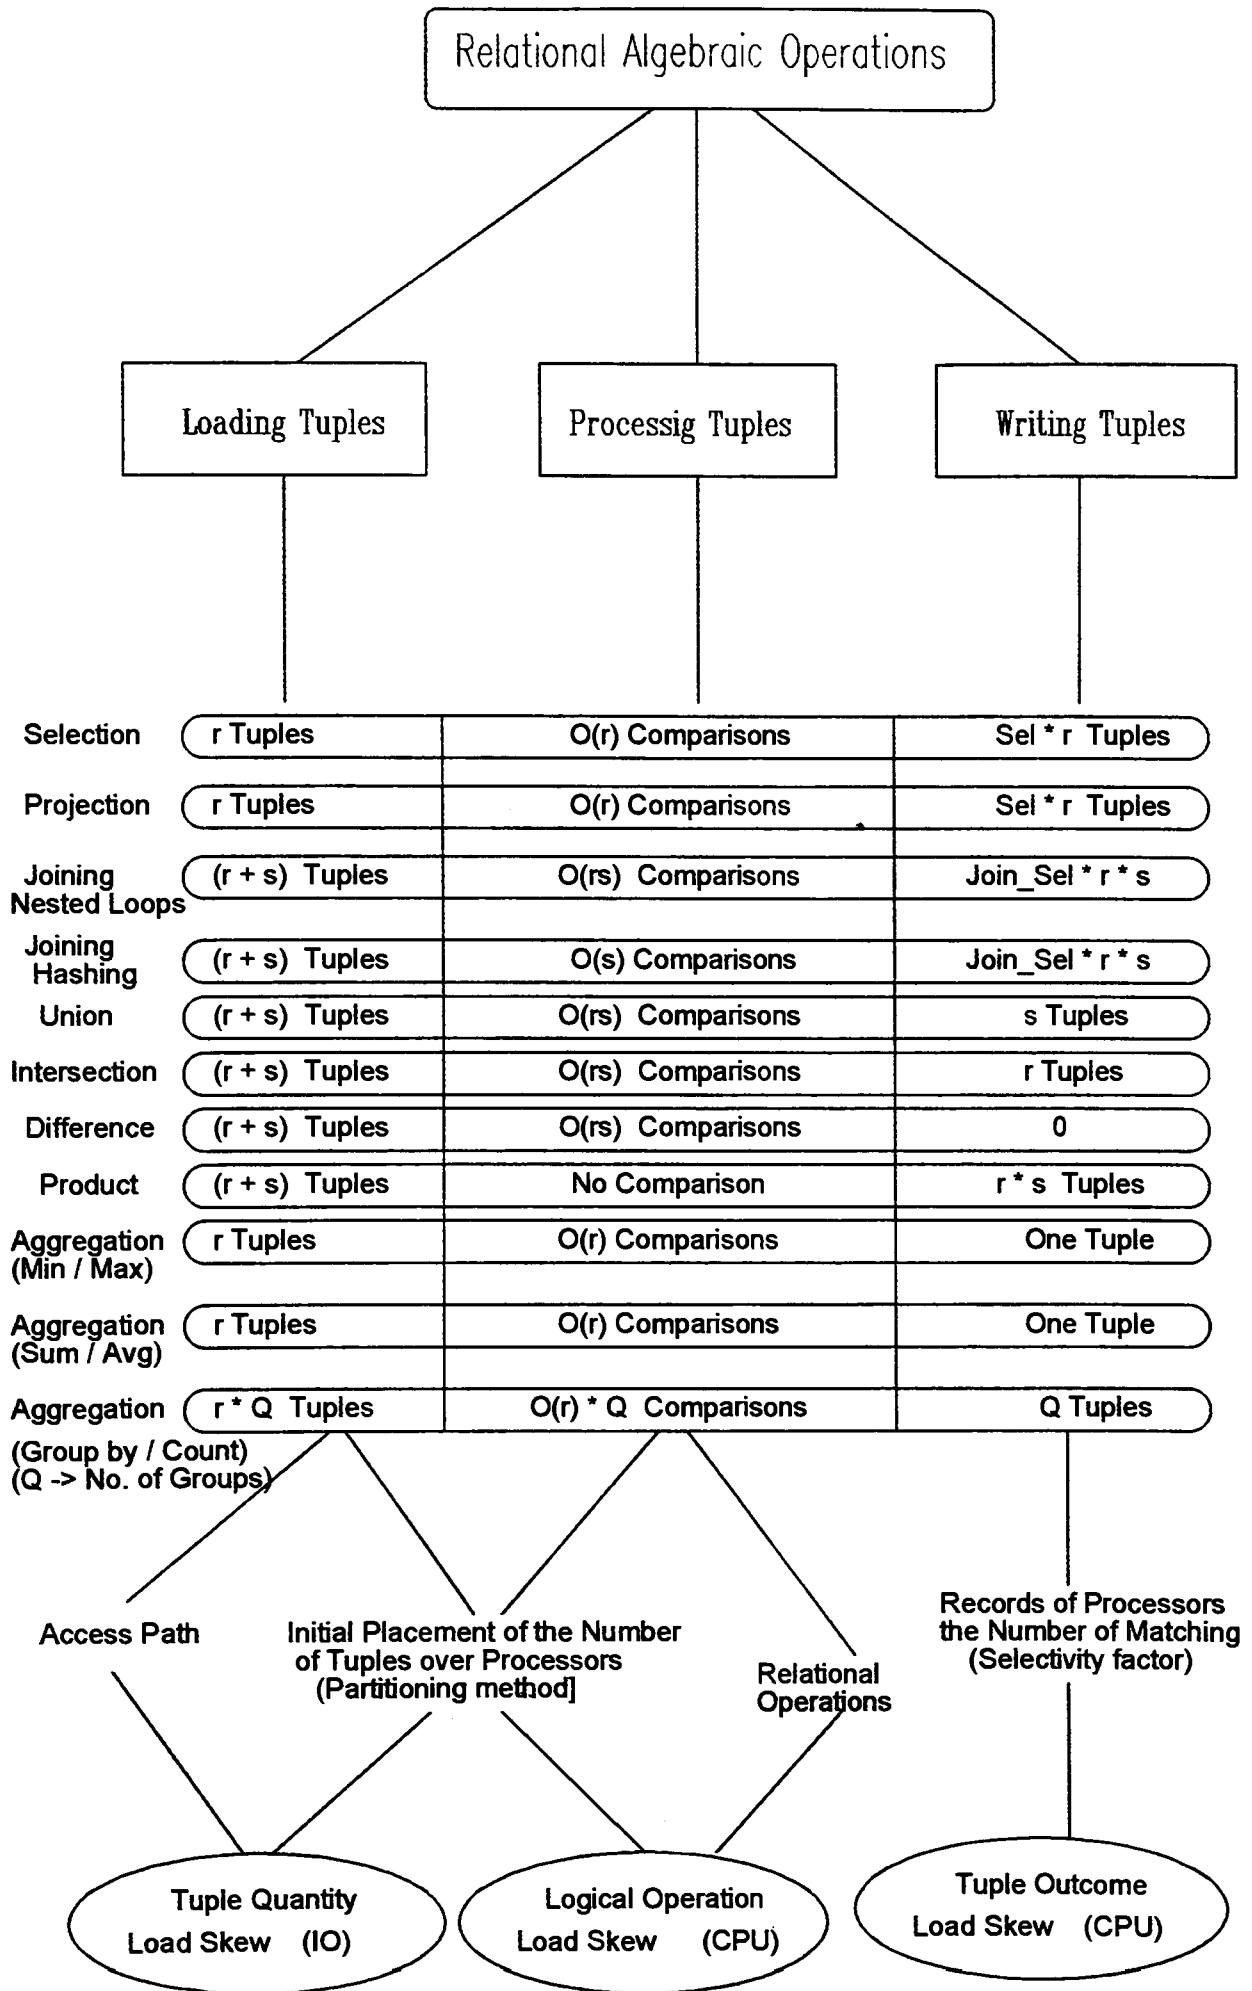 Relational Algebraic Operations
Loading Tuples
Processig Tuples
Writing Tuples
Selection
r Tuples
O(r) Comparisons
Sel * r Tuples
Projection
r Tuples
O(r) Comparisons
Sel * r Tuples
Joining
Nested Loops
(r + s) Tuples
O(rs) Comparisons
Join_Sel * r * s
Joining
Hashing
(r + s) Tuples
O(s) Comparisons
Join_Sel * r * s
Union
(r + s) Tuples
O(rs) Comparisons
s Tuples
Intersection
(r + s) Tuples
O(rs) Comparisons
r Tuples
Difference
(r + s) Tuples
O(rs) Comparisons
0
Product
(r + s) Tuples
No Comparison
r * s Tuples
Aggregation
(Min / Max)
r Tuples
O(r) Comparisons
One Tuple
Aggregation
(Sum / Avg)
r Tuples
O(r) Comparisons
One Tuple
Aggregation
(Group by / Count)
(Q -> No. of Groups)
r * Q Tuples
O(r) * Q Comparisons
Q Tuples
Access Path
Initial Placement of the Number
of Tuples over Processors
(Partitioning method]
Relational
Operations
Records of Processors
the Number of Matching
(Selectivity factor)
Tuple Quantity
Load Skew (IO)
Logical Operation
Load Skew (CPU)
Tuple Outcome
Load Skew (CPU)